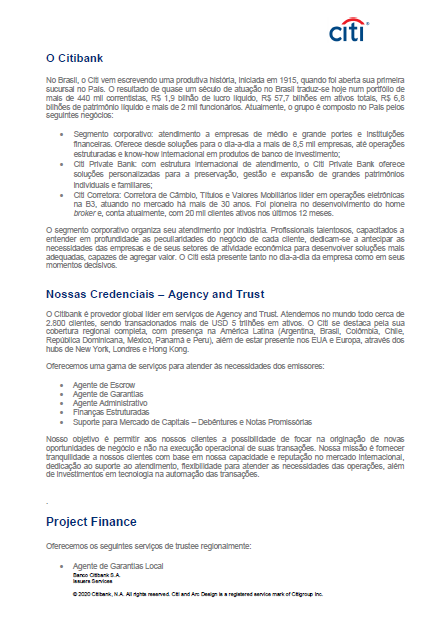 citi
O Citibank
No Brasil, o Citi vem escrevendo uma produtiva história, iniciada em 1915, quando foi aberta sua primeira
sucursal no País. O resultado de quase um século de atuação no Brasil traduz-se hoje num portfólio de
mais de 440 mil correntistas, R$ 1,9 bilhão de lucro líquido, R$ 57,7 bilhões em ativos totais, R$ 6,8
bilhões de patrimônio líquido e mais de 2 mil funcionários. Atualmente, o grupo é composto no País pelos
seguintes negócios:
• Segmento corporativo: atendimento a empresas de médio e grande portes e instituições
financeiras. Oferece desde soluções para o dia-a-dia a mais de 8,5 mil empresas, até operações
estruturadas e know-how internacional em produtos de banco de investimento;
• Citi Private Bank: com estrutura internacional de atendimento, o Citi Private Bank oferece
soluções personalizadas para a preservação, gestão e expansão de grandes patrimônios
individuais e familiares;
• Citi Corretora: Corretora de Câmbio, Títulos e Valores Mobiliários líder em operações eletrônicas
na B3, atuando no mercado há mais de 30 anos. Foi pioneira no desenvolvimento do home
broker e, conta atualmente, com 20 mil clientes ativos nos últimos 12 meses.
O segmento corporativo organiza seu atendimento por indústria. Profissionais talentosos, capacitados a
entender em profundidade as peculiaridades do negócio de cada cliente, dedicam-se a antecipar as
necessidades das empresas e de seus setores de atividade econômica para desenvolver soluções mais
adequadas, capazes de agregar valor. O Citi está presente tanto no dia-a-dia da empresa como em seus
momentos decisivos.
Nossas Credenciais – Agency and Trust
O Citibank é provedor global líder em serviços de Agency and Trust. Atendemos no mundo todo cerca de
2.800 clientes, sendo transacionados mais de USD 5 trilhões em ativos. O Citi se destaca pela sua
cobertura regional completa, com presença na América Latina (Argentina, Brasil, Colômbia, Chile,
República Dominicana, México, Panamá e Peru), além de estar presente nos EUA e Europa, através dos
hubs de New York, Londres e Hong Kong.
Oferecemos uma gama de serviços para atender às necessidades dos emissores:
• Agente de Escrow
• Agente de Garantias
• Agente Administrativo
• Finanças Estruturadas
• Suporte para Mercado de Capitais – Debêntures e Notas Promissórias
Nosso objetivo é permitir aos nossos clientes a possibilidade de focar na originação de novas
oportunidades de negócio e não na execução operacional de suas transações. Nossa missão é fornecer
tranquilidade a nossos clientes com base em nossa capacidade e reputação no mercado internacional,
dedicação ao suporte ao atendimento, flexibilidade para atender as necessidades das operações, além
de investimentos em tecnologia na automação das transações.
.
Project Finance
Oferecemos os seguintes serviços de trustee regionalmente:
• Agente de Garantias Local
Banco Citibank S.A.
Issuers Services
© 2020 Citibank, N.A. All rights reserved. Citi and Arc Design is a registered service mark of Citigroup Inc.